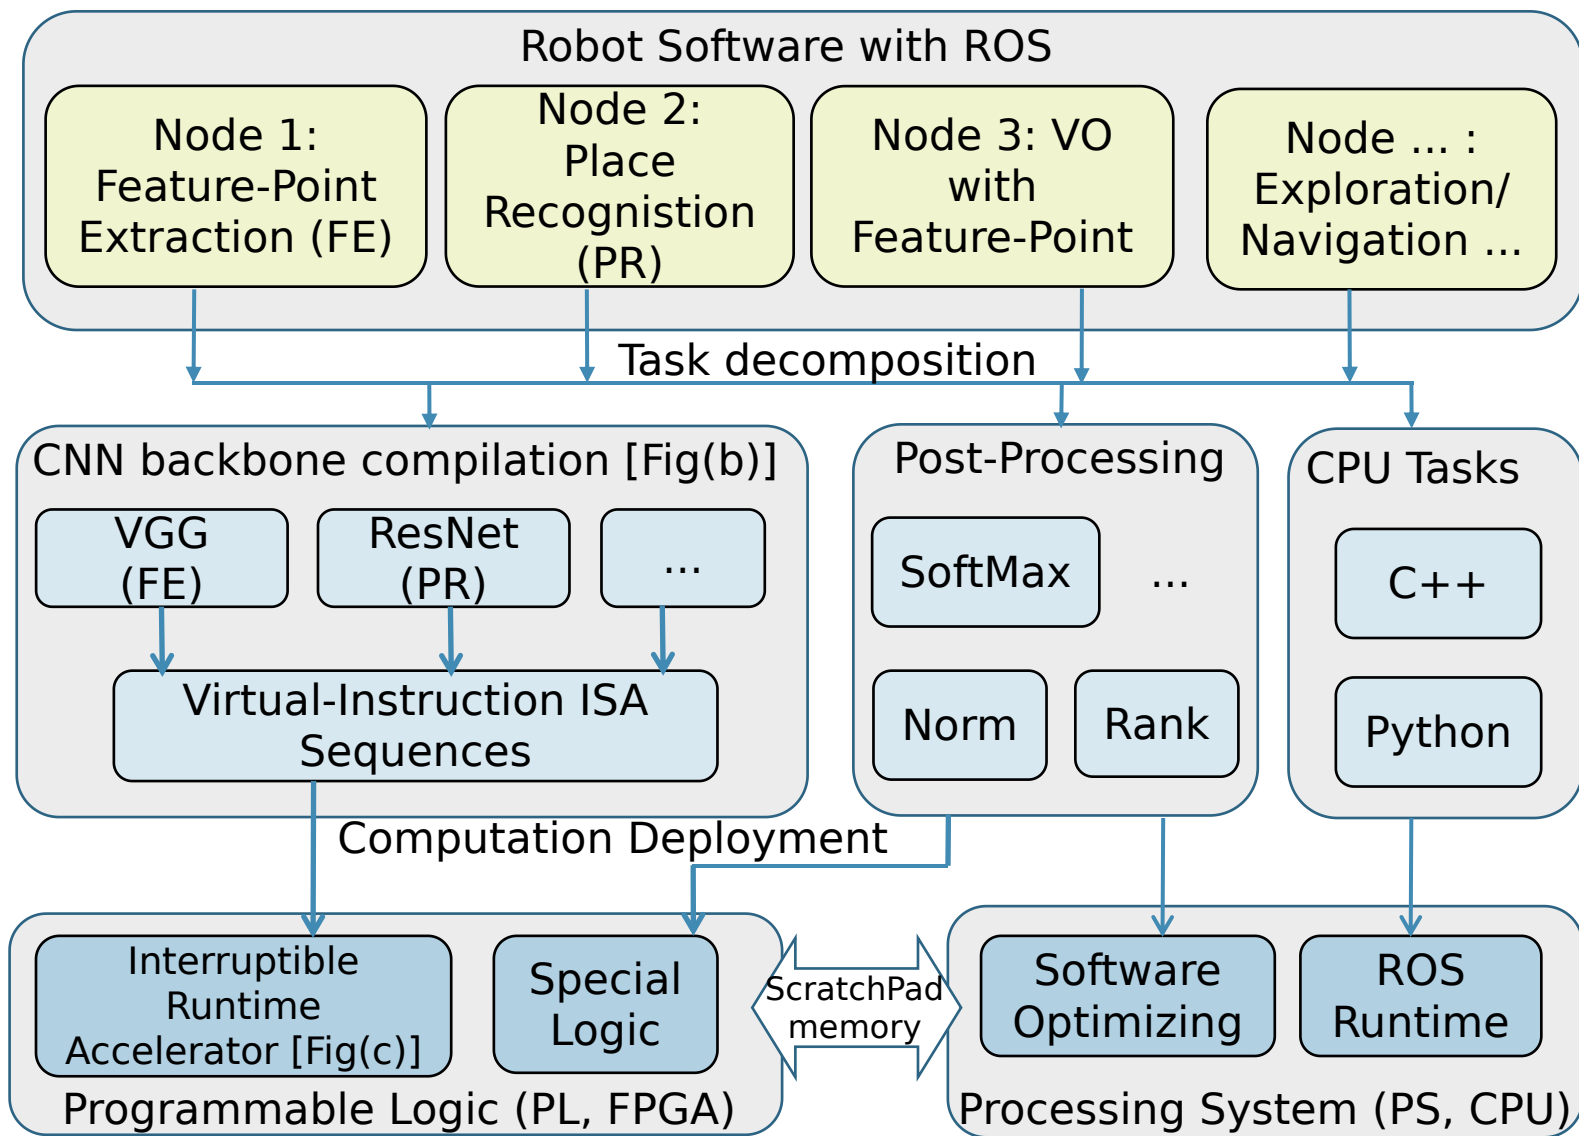 Robot Software with ROS
Node 1:
Feature-Point
Extraction (FE)
Node 2:
Place
Recognistion
(PR)
Node 3: VO
with
Feature-Point
Node ... :
Exploration/
Navigation ...
Task decomposition
CNN backbone compilation [Fig(b)]
VGG
(FE)
ResNet
(PR)
...
Virtual-Instruction ISA
Sequences
Post-Processing
SoftMax
...
Norm
Rank
CPU Tasks
C++
Python
Computation Deployment
Interruptible
Runtime
Accelerator [Fig(c)]
Special
Logic
Programmable Logic (PL, FPGA)
ScratchPad
memory
Software
Optimizing
ROS
Runtime
Processing System (PS, CPU)